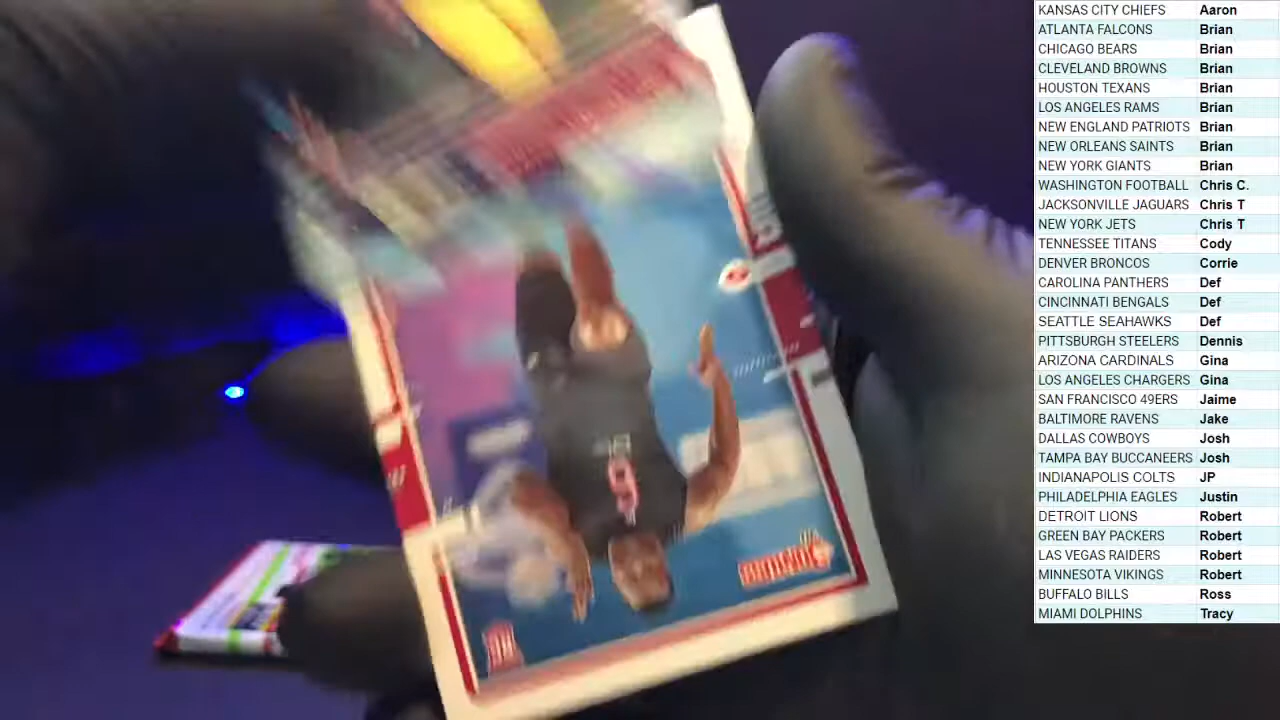 KANSAS CITY CHIEFS Aaron
ATLANTA FALCONS Brian
CHICAGO BEARS Brian
CLEVELAND BROWNS Brian
HOUSTON TEXANS Brian
LOS ANGELES RAMS Brian
NEW ENGLAND PATRIOTS Brian
NEW ORLEANS SAINTS Brian
NEW YORK GIANTS Brian
WASHINGTON FOOTBALL Chris C.
JACKSONVILLE JAGUARS Chris T
NEW YORK JETS Chris T
TENNESSEE TITANS Cody
DENVER BRONCOS Corrie
CAROLINA PANTHERS Def
CINCINNATI BENGALS Def
SEATTLE SEAHAWKS Def
PITTSBURGH STEELERS Dennis
ARIZONA CARDINALS Gina
LOS ANGELES CHARGERS Gina
SAN FRANCISCO 49ERS Jaime
BALTIMORE RAVENS Jake
DALLAS COWBOYS Josh
TAMPA BAY BUCCANEERS Josh
INDIANAPOLIS COLTS JP
PHILADELPHIA EAGLES Justin
DETROIT LIONS Robert
GREEN BAY PACKERS Robert
LAS VEGAS RAIDERS Robert
MINNESOTA VIKINGS Robert
BUFFALO BILLS Ross
MIAMI DOLPHINS Tracy